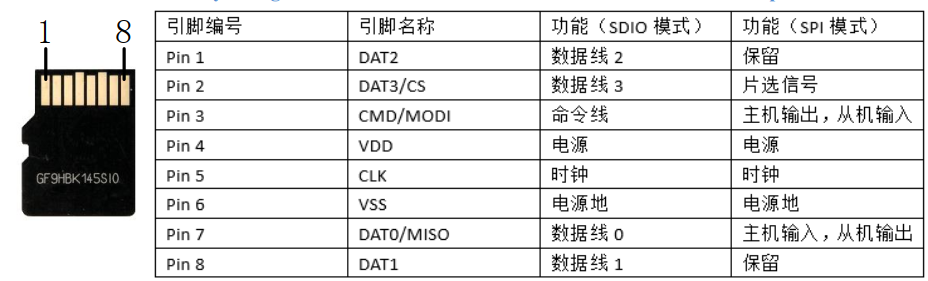 1 8
GF9HBK145SI0
引脚编号 引脚名称 功能（SDIO 模式） 功能（SPI 模式）
Pin 1 DAT2 数据线 2 保留
Pin 2 DAT3/CS 数据线 3 片选信号
Pin 3 CMD/MODI 命令线 主机输出，从机输入
Pin 4 VDD 电源 电源
Pin 5 CLK 时钟 时钟
Pin 6 VSS 电源地 电源地
Pin 7 DAT0/MISO 数据线 0 主机输入，从机输出
Pin 8 DAT1 数据线 1 保留